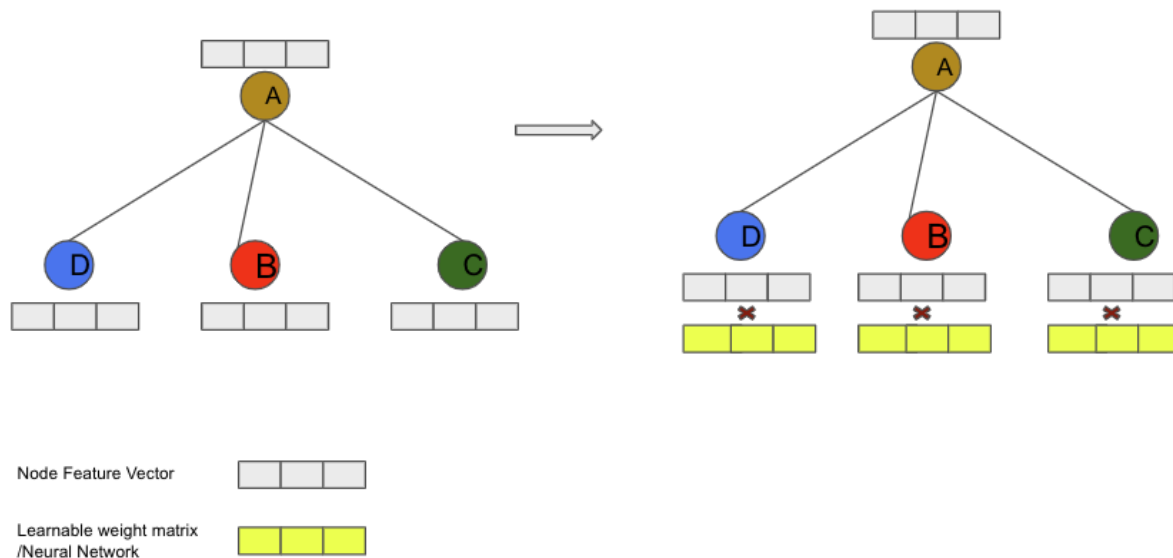 A
A
D
B
C
D
B
C
Node Feature Vector
Learnable weight matrix
/Neural Network